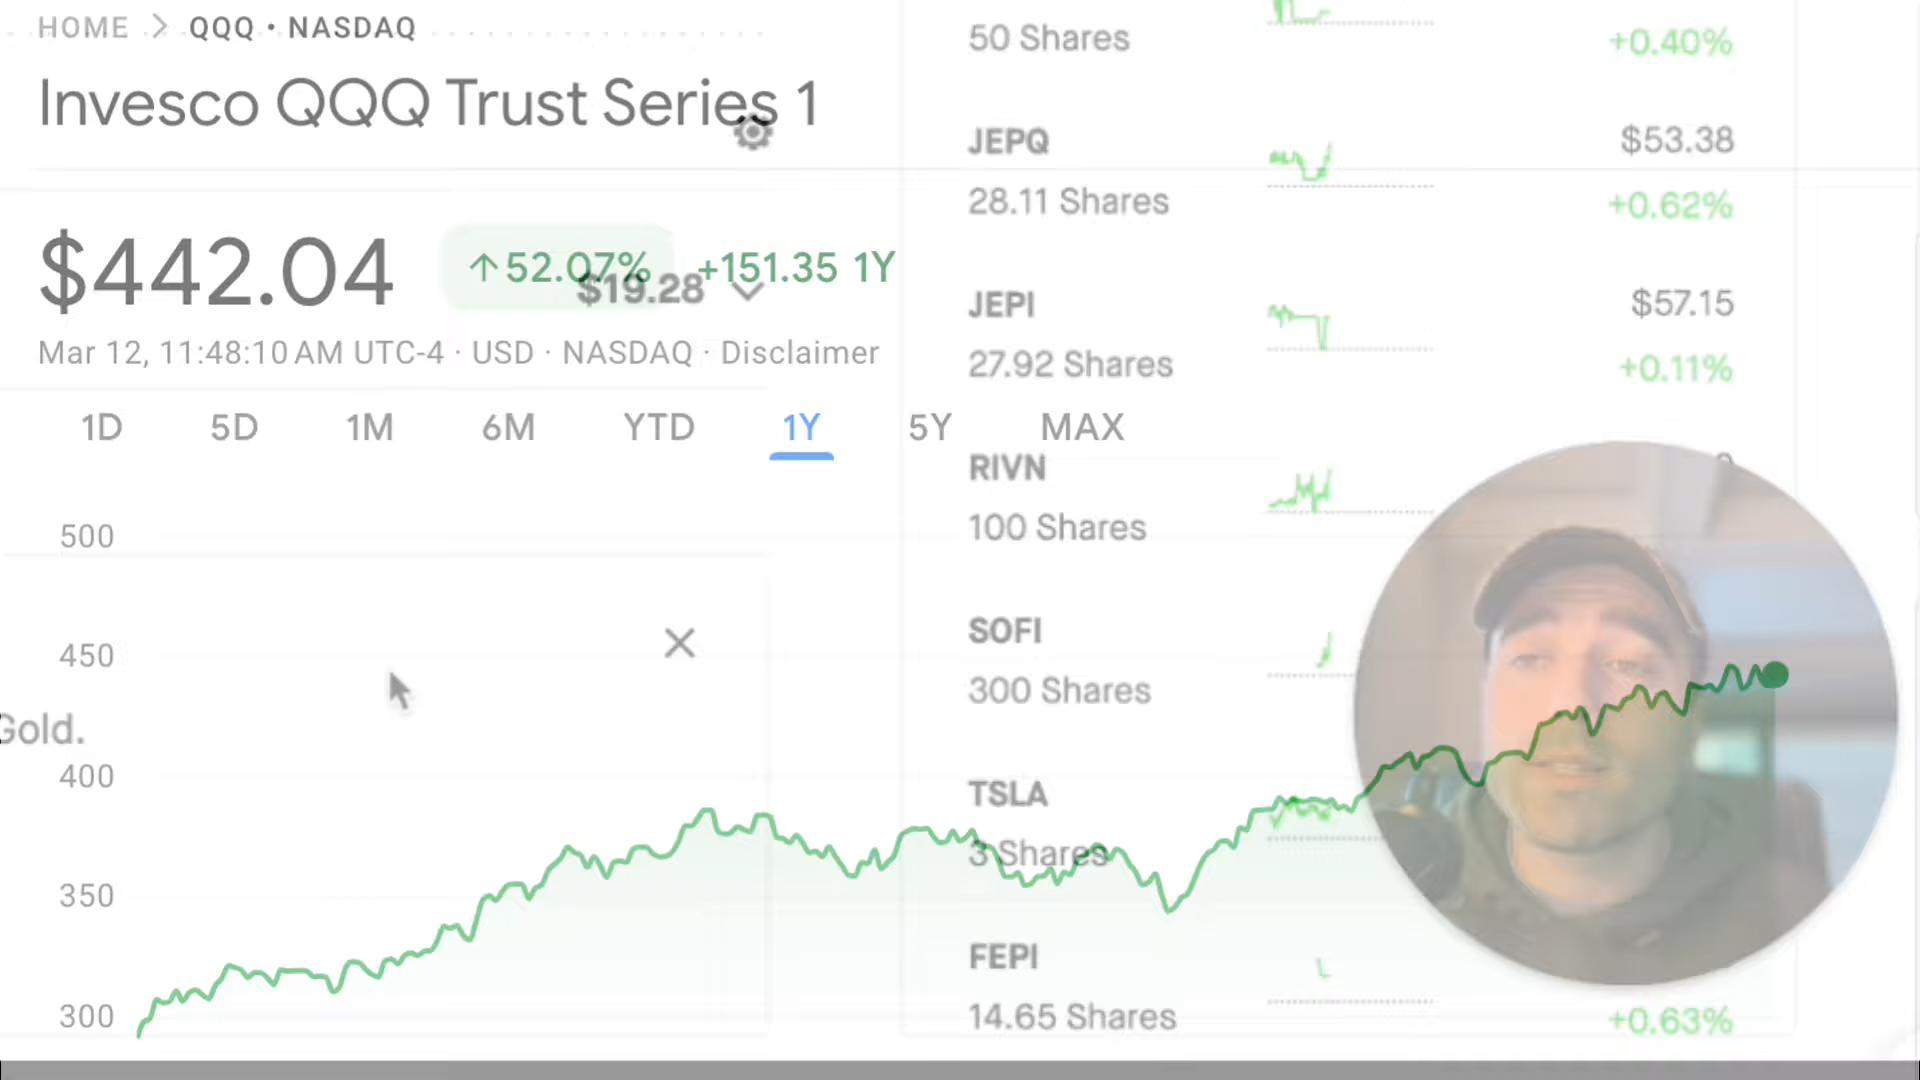 HOME > QQQ • NASDAQ
Invesco QQQ Trust Series 1
$442.04 ↑52.07% +151.35 1Y
$19.28
Mar 12, 11:48:10 AM UTC-4 · USD · NASDAQ · Disclaimer
1D 5D 1M 6M YTD 1Y 5Y MAX
500
450
400
350
300
Gold.
50 Shares
+0.40%
JEPQ
$53.38
28.11 Shares
+0.62%
JEPI
$57.15
27.92 Shares
+0.11%
RIVN
100 Shares
SOFI
300 Shares
TSLA
3 Shares
FEPI
14.65 Shares
+0.63%